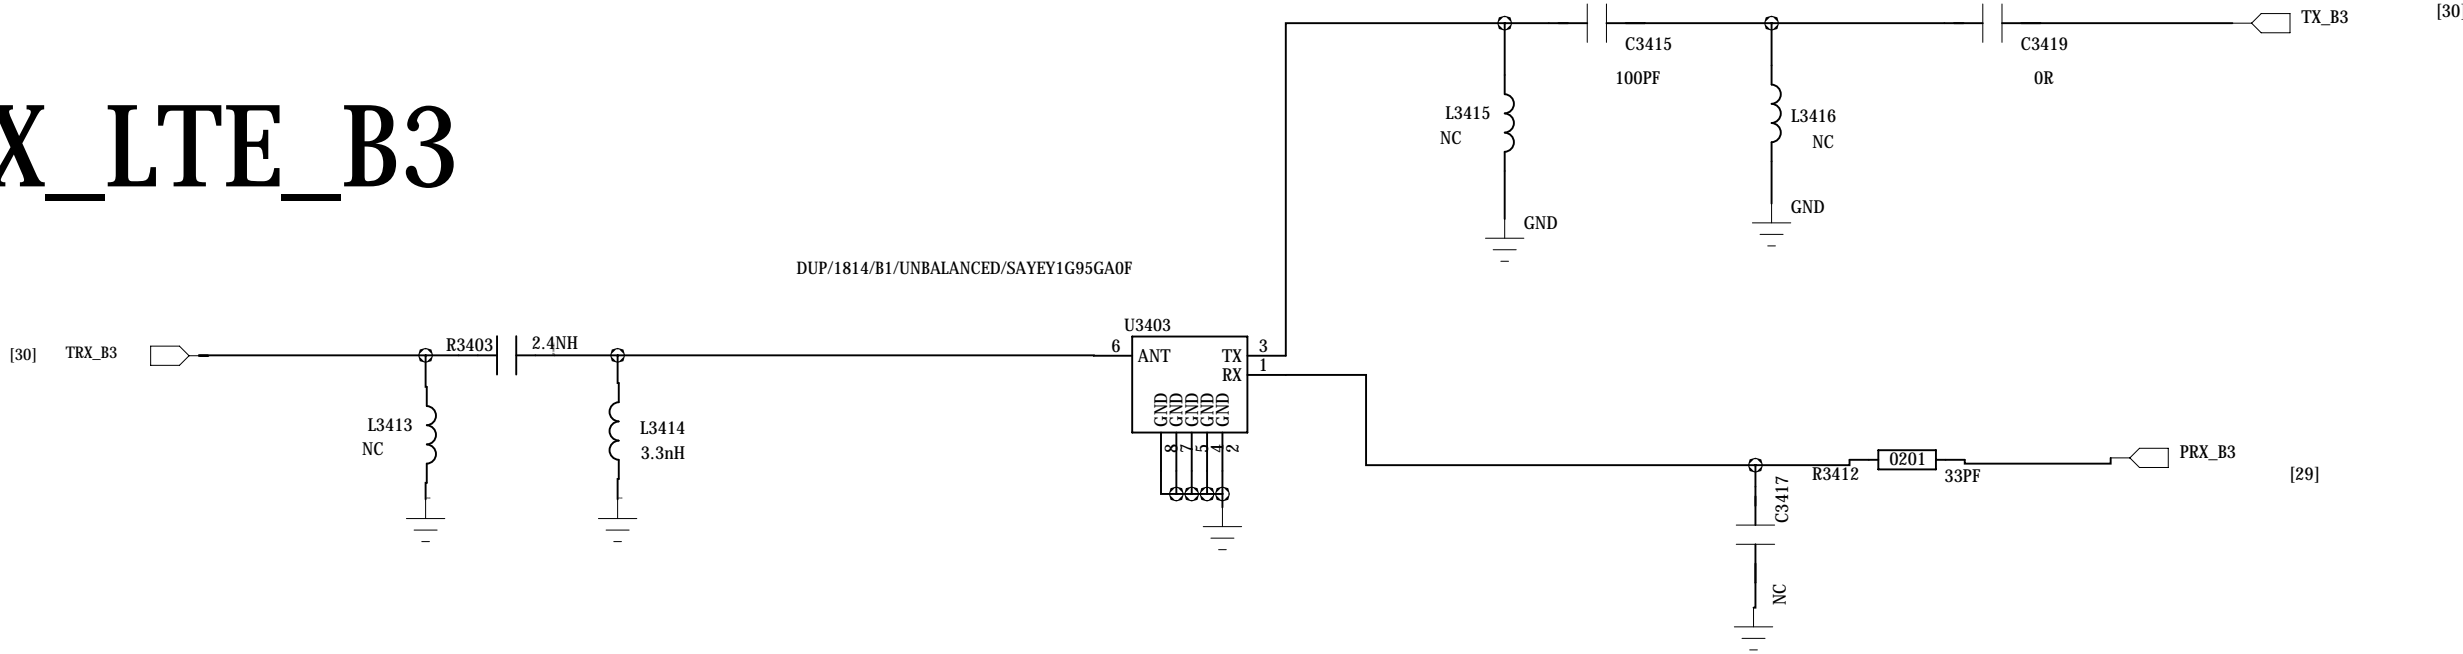 TX_B3
[30]
C3415
C3419
100PF
0R
X_LTE_B3
L3415
NC
L3416
NC
GND
GND
DUP/1814/B1/UNBALANCED/SAYEY1G95GA0F
U3403
[30]
TRX_B3
R3403
2.4NH
6
ANT
TX
3
RX
1
GND
GND
GND
GND
GND
8
7
5
4
2
L3413
NC
L3414
3.3nH
R3412
0201
33PF
PRX_B3
[29]
C3417
NC